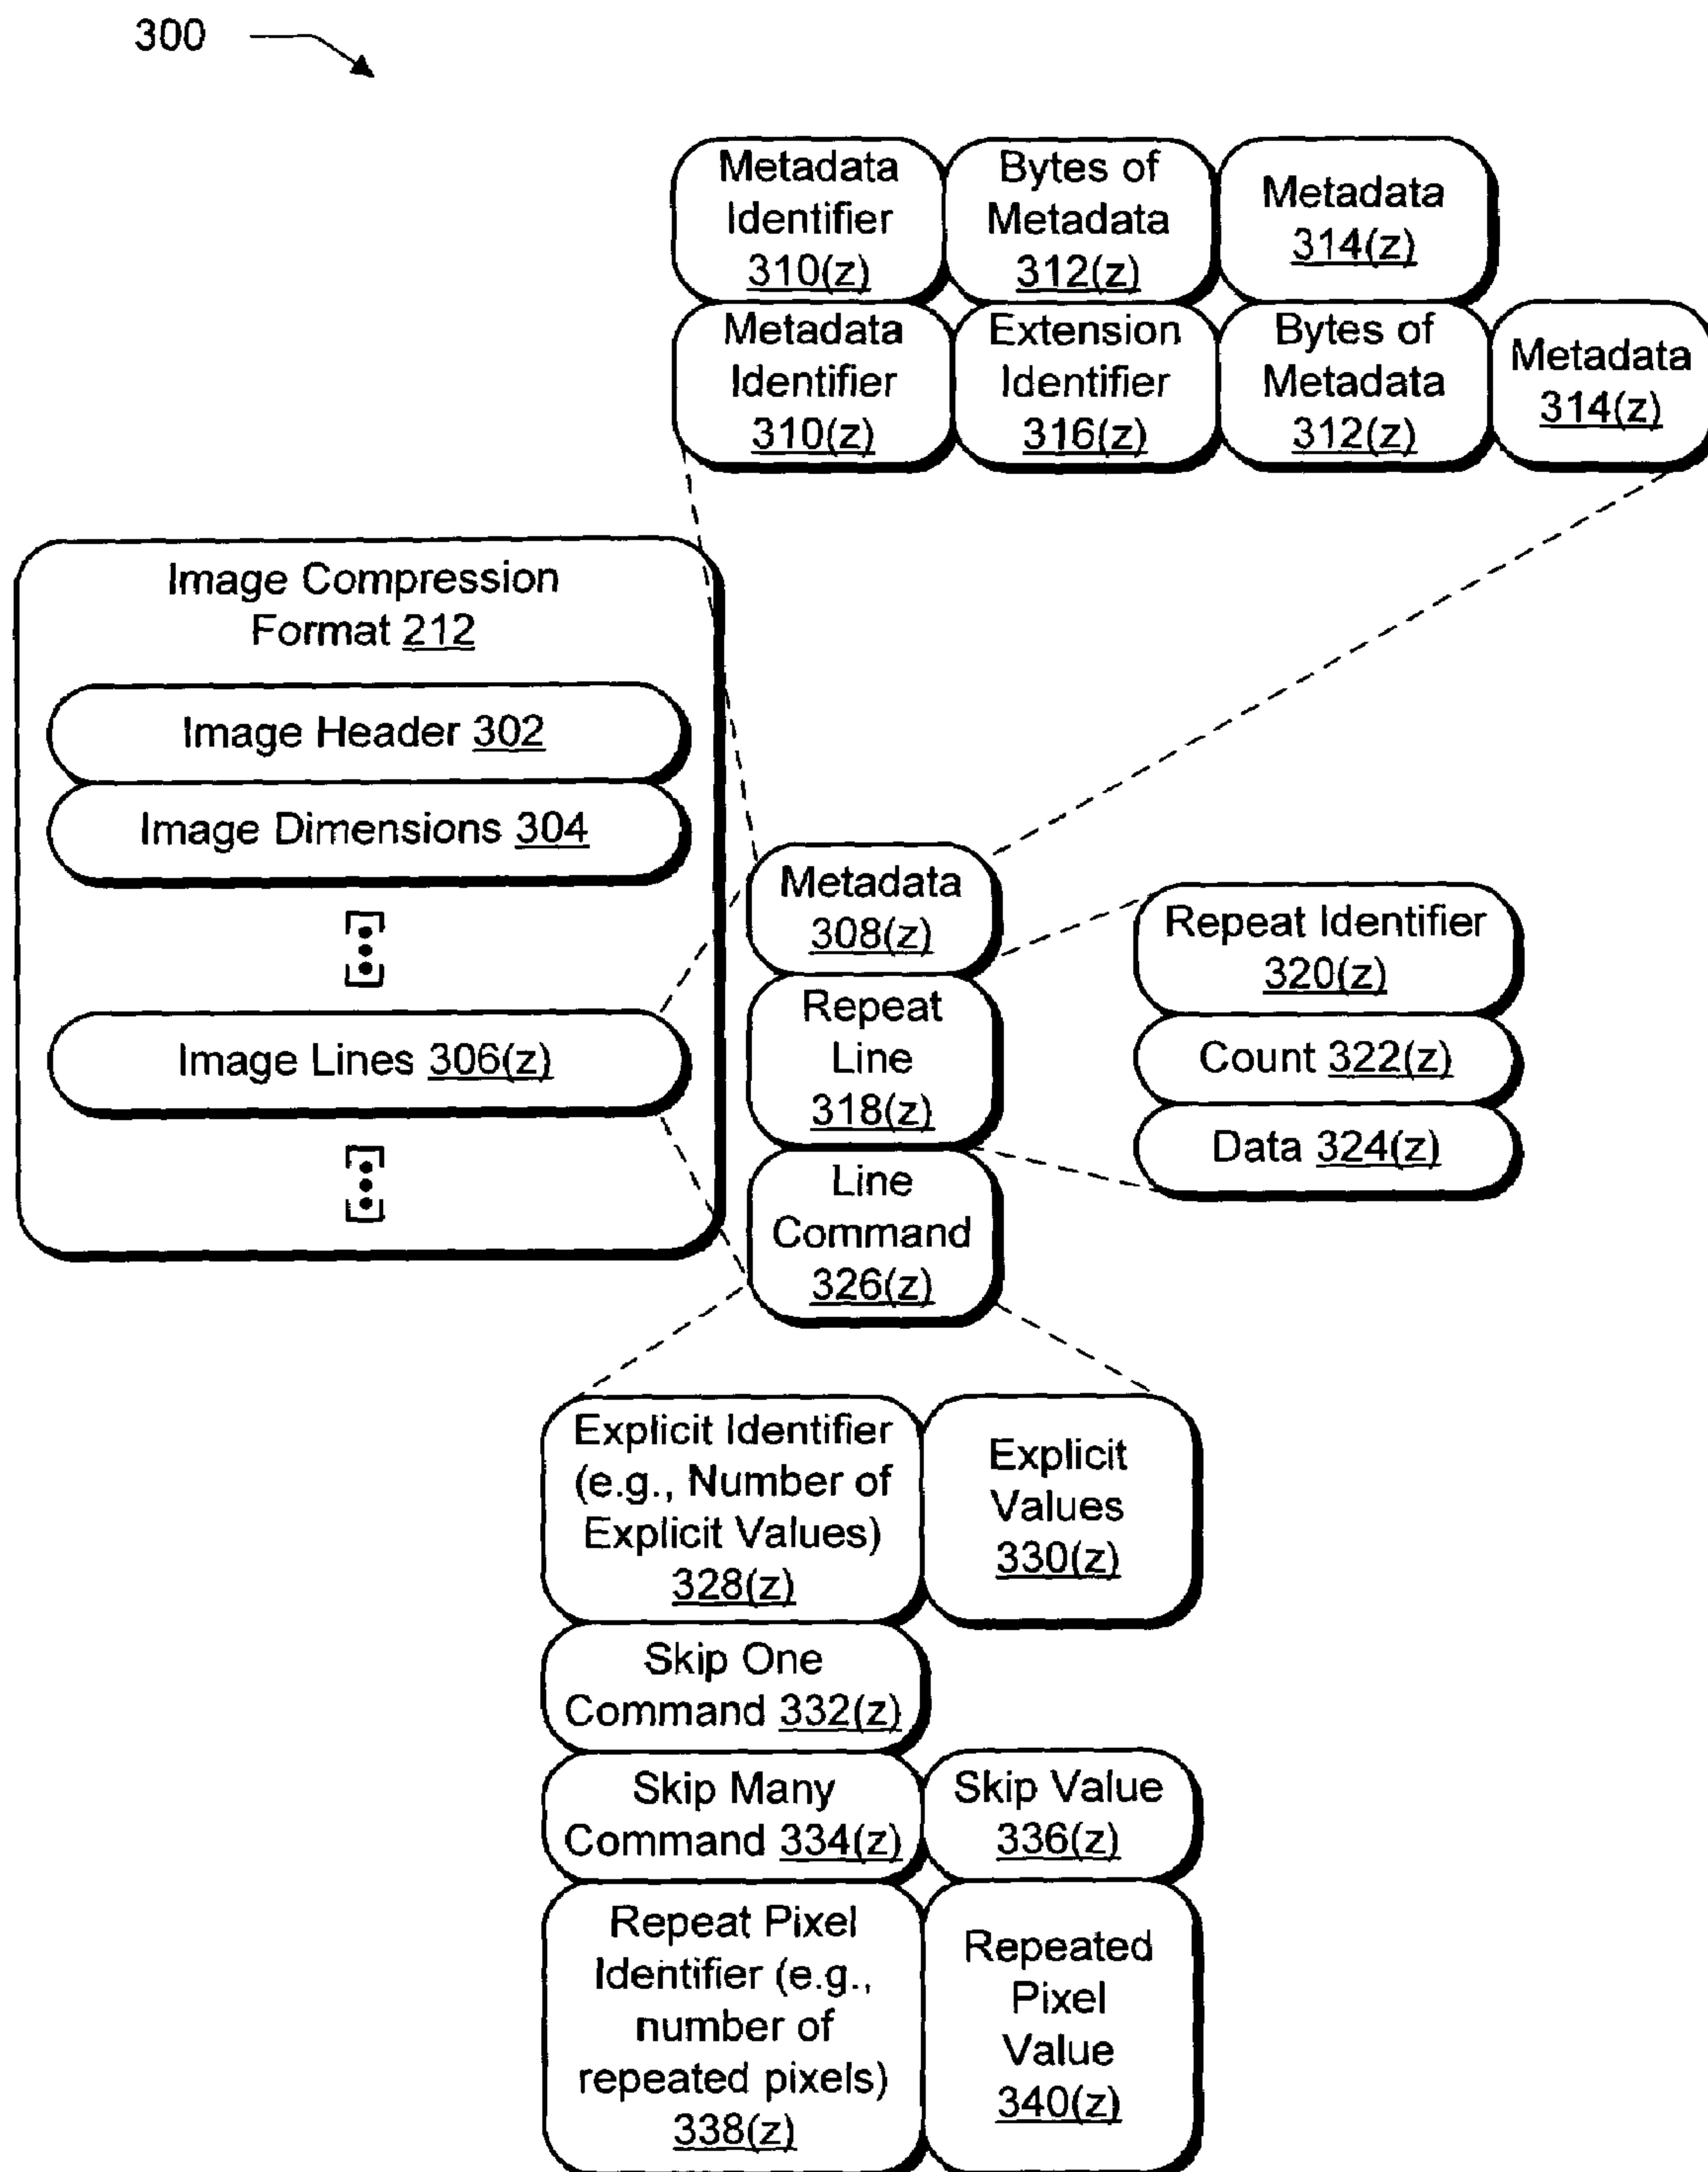 300
Metadata
Identifier
310(z)
Bytes of
Metadata
312(z)
Metadata
314(z)
Metadata
Identifier
310(z)
Extension
Identifier
316(z)
Bytes of
Metadata
312(z)
Metadata
314(z)
Image Compression
Format 212
Image Header 302
Image Dimensions 304
Image Lines 306(z)
Metadata
308(z)
Repeat
Line
318(z)
Line
Command
326(z)
Repeat Identifier
320(z)
Count 322(z)
Data 324(z)
Explicit Identifier
(e.g., Number of
Explicit Values)
328(z)
Explicit
Values
330(z)
Skip One
Command 332(z)
Skip Many
Command 334(z)
Skip Value
336(z)
Repeat Pixel
Identifier (e.g.,
number of
repeated pixels)
338(z)
Repeated
Pixel
Value
340(z)